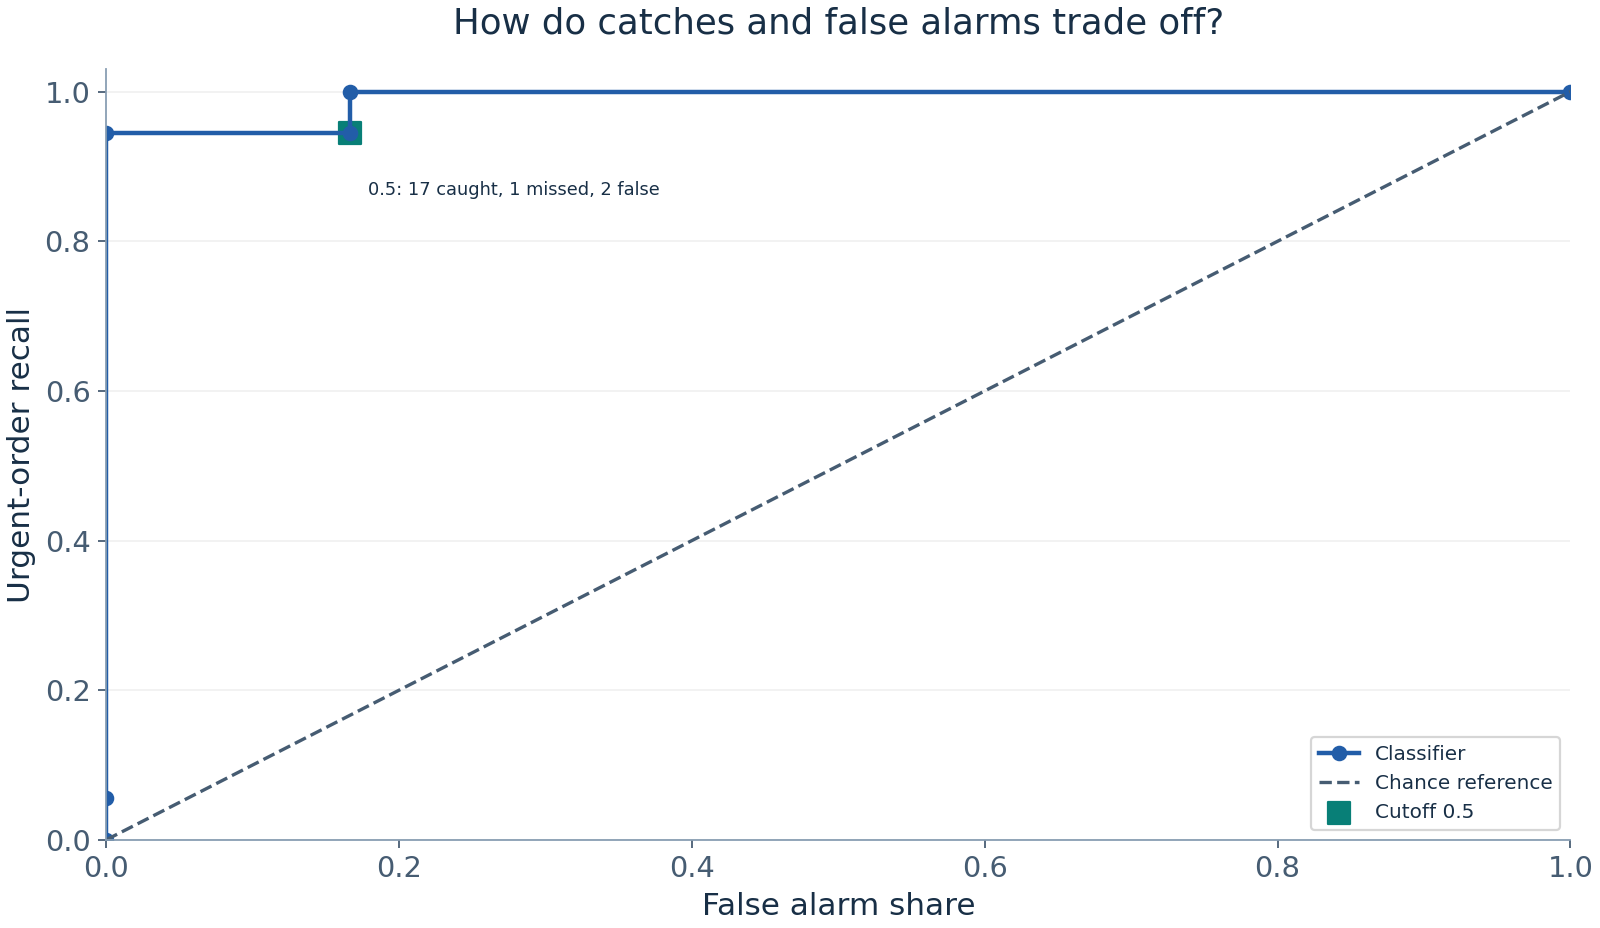 How do catches and false alarms trade off?
1.0
0.8
0.6
0.4
0.2
0.0
Urgent-order recall
0.5: 17 caught, 1 missed, 2 false
Classifier
Chance reference
Cutoff 0.5
0.0 0.2 0.4 0.6 0.8 1.0
False alarm share